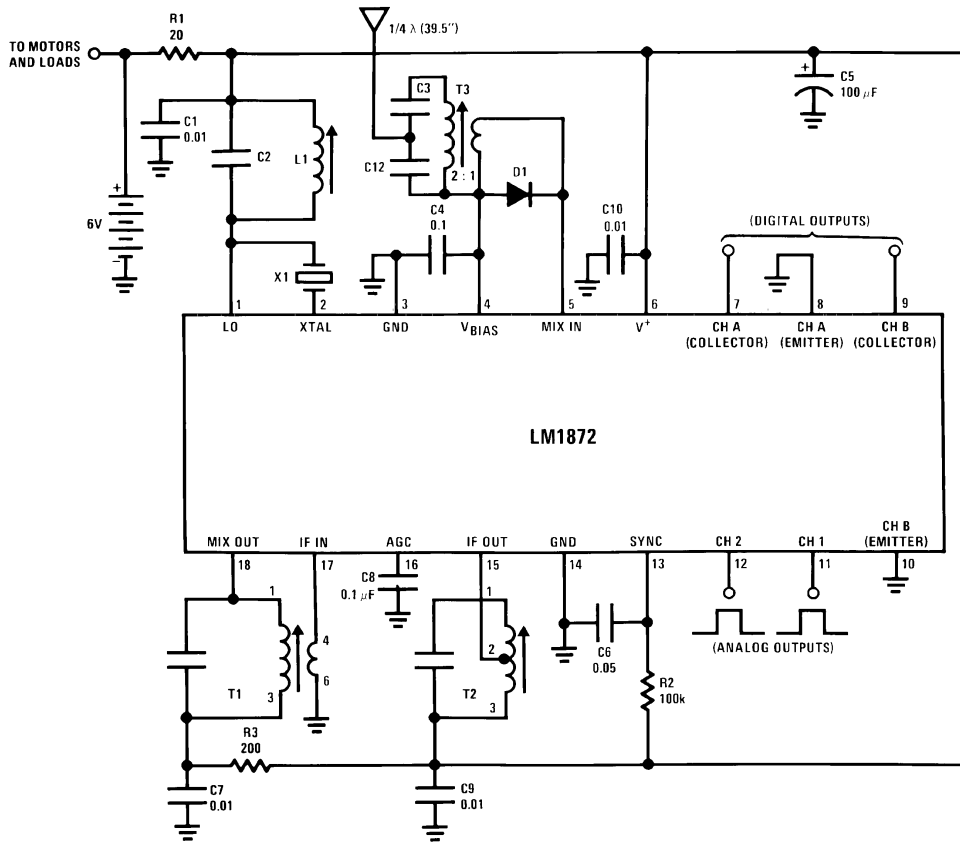 R1
20
TO MOTORS
AND LOADS
1/4 λ (39.5″)
C1
0.01
C2
L1
C3
T3
C12
2 : 1
D1
C5
100 μF
+
+
6V
−
C4
0.1
C10
0.01
(DIGITAL OUTPUTS)
X1
1 2 3 4 5 6 7 8 9
LO XTAL GND VBIAS MIX IN V+ CH A CH A CH B
(COLLECTOR) (EMITTER) (COLLECTOR)
LM1872
MIX OUT IF IN AGC IF OUT GND SYNC CH 2 CH 1 CH B
(EMITTER)
18 17 16 15 14 13 12 11 10
C8
0.1 μF
1
4
6
3
T1
1
2
3
T2
C6
0.05
R2
100k
(ANALOG OUTPUTS)
R3
200
C7
0.01
C9
0.01